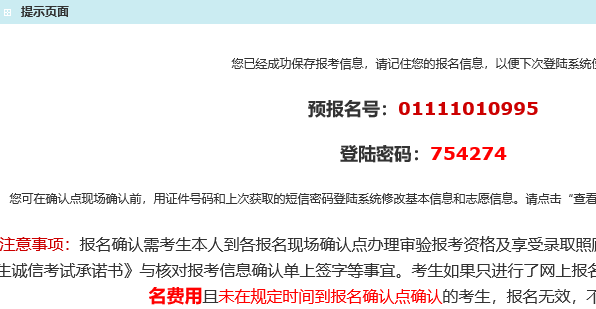 提示页面
您已经成功保存报考信息，请记住您的报名信息，以便下次登陆系统
预报名号：01111010995
登陆密码：754274
您可在确认点现场确认前，用证件号码和上次获取的短信密码登陆系统修改基本信息和志愿信息。请点击“查看
注意事项：报名确认需考生本人到各报名现场确认点办理审验报考资格及享受录取照
生诚信考试承诺书》与核对报考信息确认单上签字等事宜。考生如果只进行了网上报名
名费用且未在规定时间到报名确认点确认的考生，报名无效，不